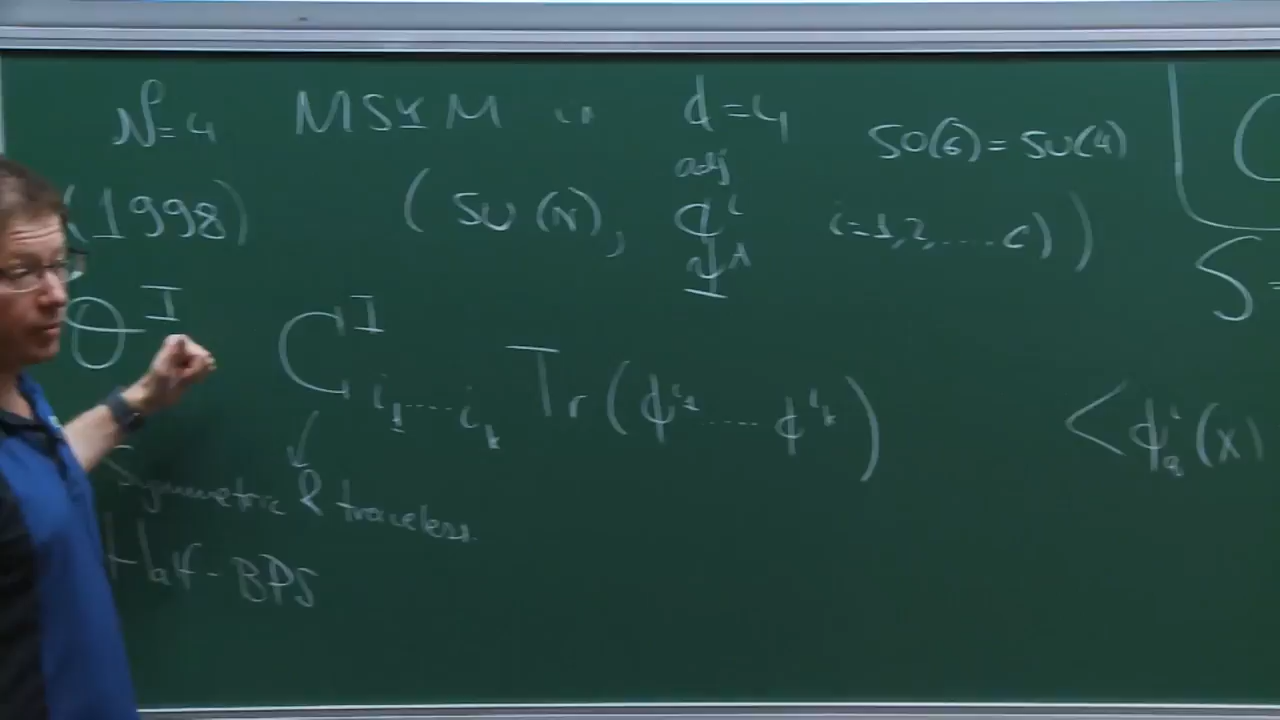 N=4 MSYM in d=4 SO(6)=SU(4)
adj
(1998) (SU(N), ϕ^i i=1,2,....6))
ψ^A
O^I C^I_{i_1....i_k} Tr(ϕ^{i_1}.....ϕ^{i_k})
<ϕ^i_a(x)
Symmetric & traceless
Half-BPS
S=